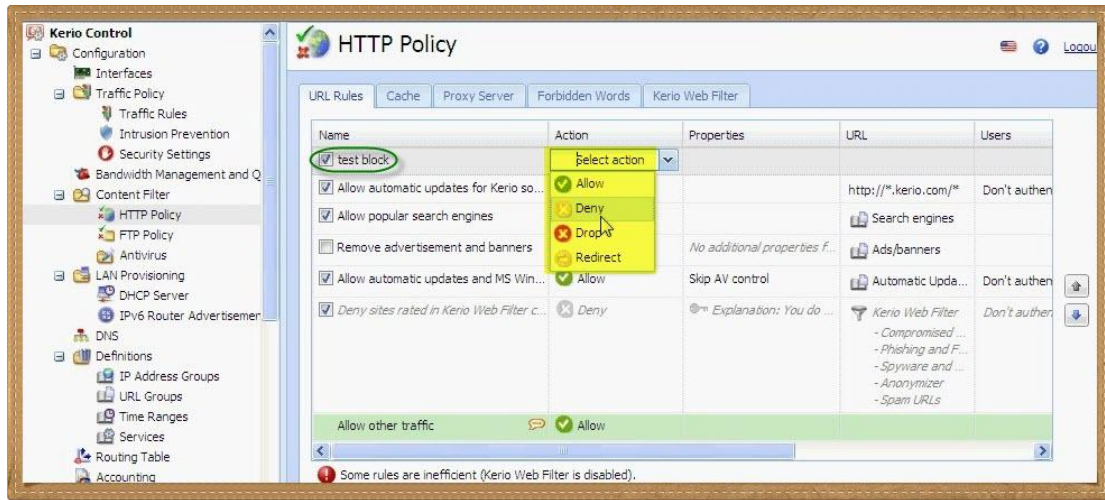 Kerio Control
Configuration
Interfaces
Traffic Policy
Traffic Rules
Intrusion Prevention
Security Settings
Bandwidth Management and Q
Content Filter
HTTP Policy
FTP Policy
Antivirus
LAN Provisioning
DHCP Server
IPv6 Router Advertisemer
DNS
Definitions
IP Address Groups
URL Groups
Time Ranges
Services
Routing Table
Accounting
HTTP Policy
Logou
URL Rules Cache Proxy Server Forbidden Words Kerio Web Filter
Name Action Properties URL Users
test block Select action
Allow
Deny
Drop
Redirect
Allow automatic updates for Kerio so... http://*.kerio.com/* Don't authen
Allow popular search engines Search engines
Remove advertisement and banners No additional properties f... Ads/banners
Allow automatic updates and MS Win... Allow Skip AV control Automatic Upda... Don't authen
Deny sites rated in Kerio Web Filter c... Deny Explanation: You do ... Kerio Web Filter Don't authen
- Compromised ...
- Phishing and F...
- Spyware and ...
- Anonymizer
- Spam URLs
Allow other traffic Allow
Some rules are inefficient (Kerio Web Filter is disabled).